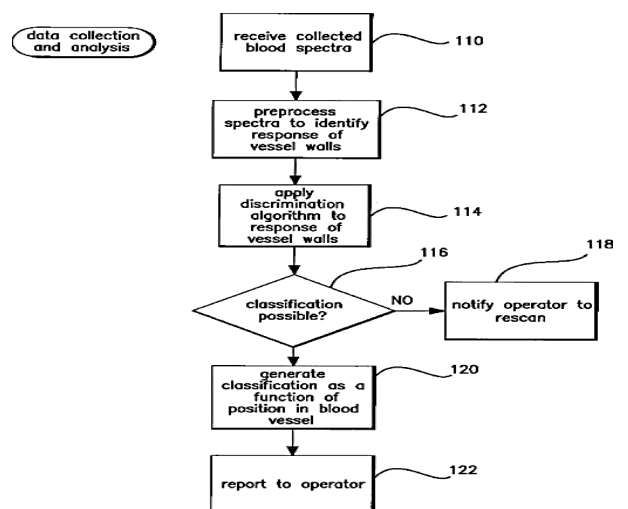 data collection
and analysis
receive collected
blood spectra
110
preprocess
spectra to identify
response of
vessel walls
112
apply
discrimination
algorithm to
response of
vessel walls
114
116
classification
possible?
NO
118
notify operator to
rescan
generate
classification as a
function of
position in blood
vessel
120
report to operator
122